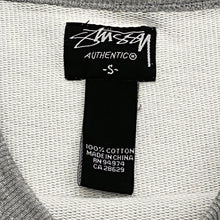 Stüssy
AUTHENTIC®
-S-
100% COTTON
MADE IN CHINA
RN 94974
CA 28629